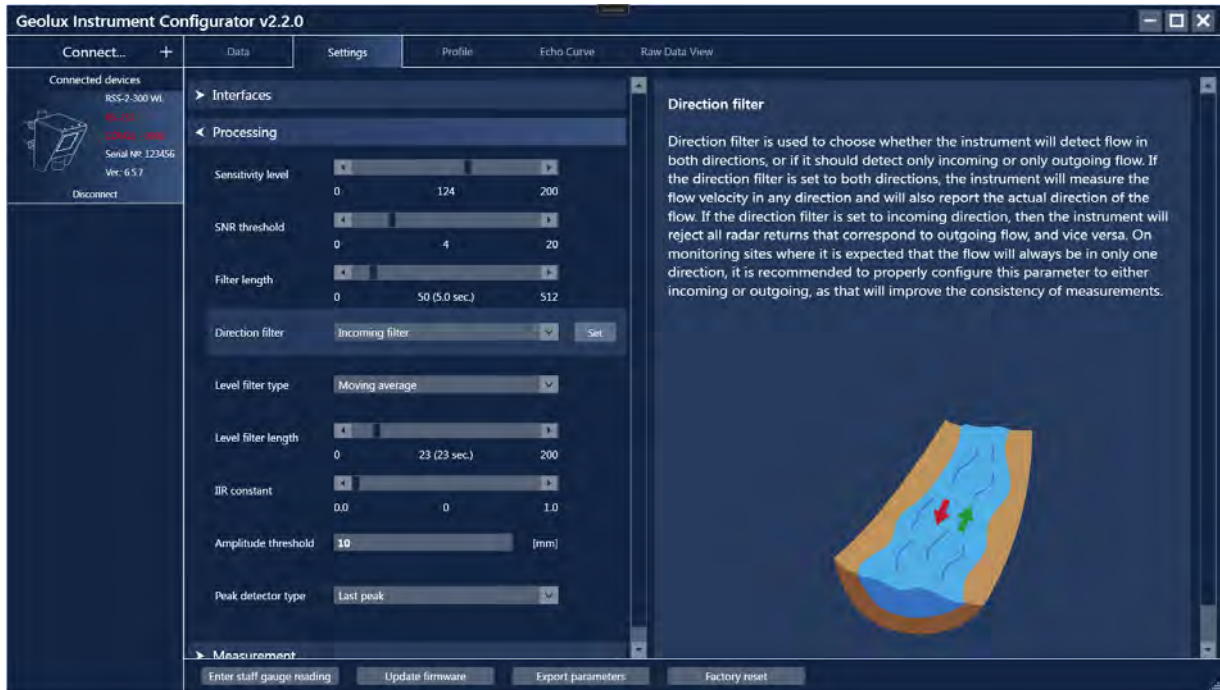 Geolux Instrument Configurator v2.2.0
Connect... +
Data Settings Profile Echo Curve Raw Data View
Connected devices
RSS-2-300 WL
Serial Nº: 123456
Ver.: 6.5.7
Disconnect
Interfaces
Processing
Sensitivity level
0 124 200
SNR threshold
0 4 20
Filter length
0 50 (5.0 sec.) 512
Direction filter Incoming filter Set
Level filter type Moving average
Level filter length
0 23 (23 sec.) 200
IIR constant
0.0 0 1.0
Amplitude threshold 10 [mm]
Peak detector type Last peak
Measurement
Direction filter
Direction filter is used to choose whether the instrument will detect flow in
both directions, or if it should detect only incoming or only outgoing flow. If
the direction filter is set to both directions, the instrument will measure the
flow velocity in any direction and will also report the actual direction of the
flow. If the direction filter is set to incoming direction, then the instrument will
reject all radar returns that correspond to outgoing flow, and vice versa. On
monitoring sites where it is expected that the flow will always be in only one
direction, it is recommended to properly configure this parameter to either
incoming or outgoing, as that will improve the consistency of measurements.
Enter staff gauge reading Update firmware Export parameters Factory reset